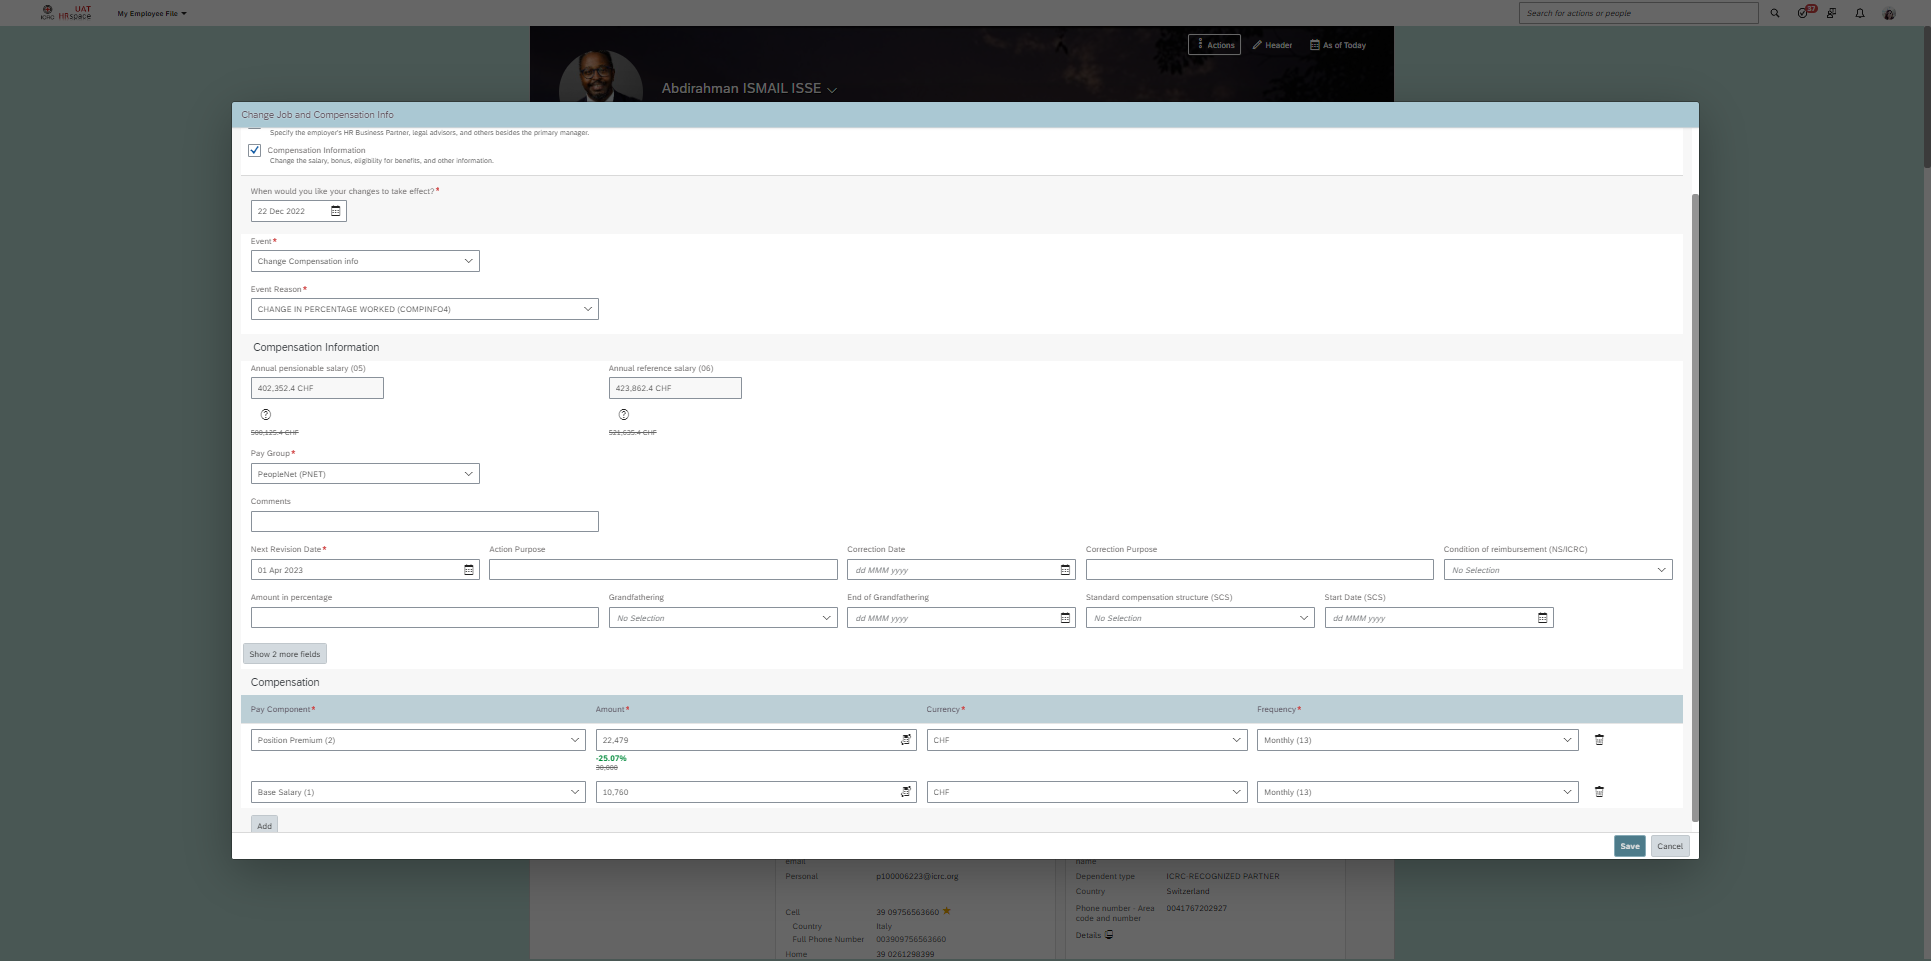 ICRC UAT HRspace
My Employee File
Search for actions or people
37
Actions
Header
As of Today
Abdirahman ISMAIL ISSE
Change Job and Compensation Info
Specify the employer's HR Business Partner, legal advisors, and others besides the primary manager.
Compensation Information
Change the salary, bonus, eligibility for benefits, and other information.
When would you like your changes to take effect?*
22 Dec 2022
Event*
Change Compensation info
Event Reason*
CHANGE IN PERCENTAGE WORKED (COMPINFO4)
Compensation Information
Annual pensionable salary (05) Annual reference salary (06)
402,352.4 CHF 423,862.4 CHF
500,125.4 CHF 521,635.4 CHF
Pay Group*
PeopleNet (PNET)
Comments
Next Revision Date* Action Purpose Correction Date Correction Purpose Condition of reimbursement (NS/ICRC)
01 Apr 2023 dd MMM yyyy No Selection
Amount in percentage Grandfathering End of Grandfathering Standard compensation structure (SCS) Start Date (SCS)
No Selection dd MMM yyyy No Selection dd MMM yyyy
Show 2 more fields
Compensation
Pay Component* Amount* Currency* Frequency*
Position Premium (2) 22,479 CHF Monthly (13)
-25.07%
30,000
Base Salary (1) 10,760 CHF Monthly (13)
Add
Save Cancel
email name
Personal p100006223@icrc.org Dependent type ICRC-RECOGNIZED PARTNER
Country Switzerland
Cell 39 09756563660 Phone number - Area code and number 0041767202927
Country Italy
Details
Full Phone Number 003909756563660
Home 39 0261298399